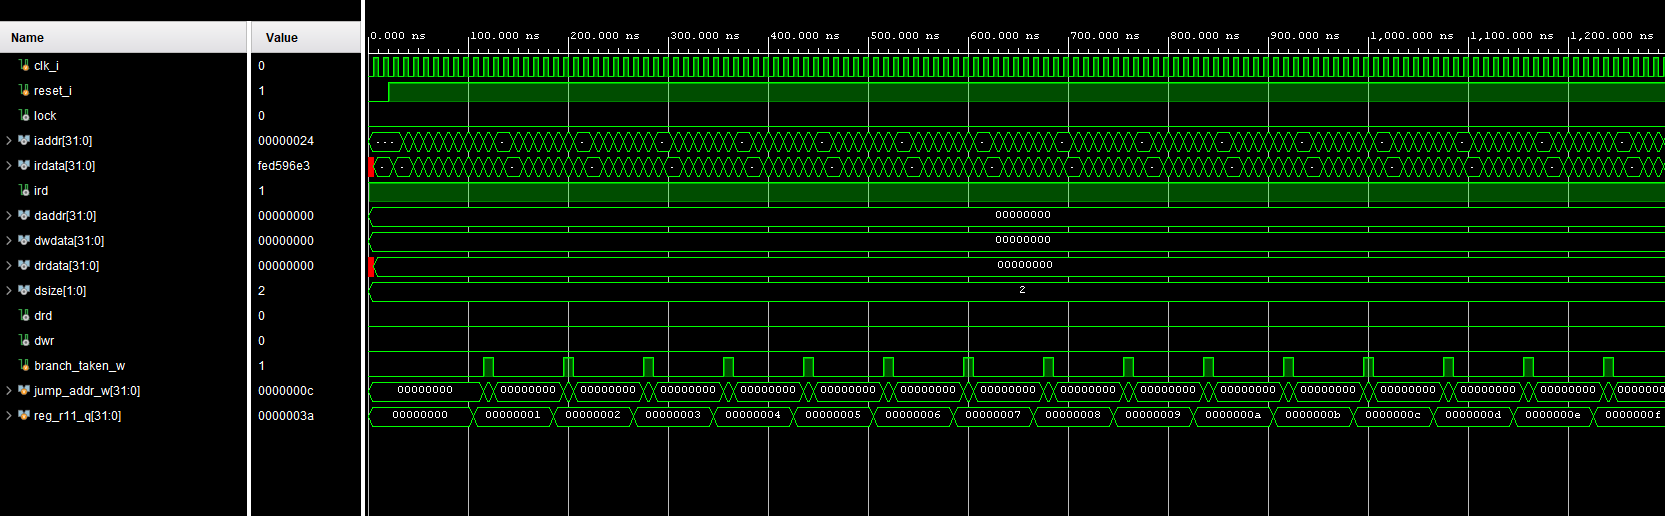 Name Value
0.000 ns 100.000 ns 200.000 ns 300.000 ns 400.000 ns 500.000 ns 600.000 ns 700.000 ns 800.000 ns 900.000 ns 1,000.000 ns 1,100.000 ns 1,200.000 ns
clk_i 0
reset_i 1
lock 0
iaddr[31:0] 00000024
irdata[31:0] fed596e3
ird 1
daddr[31:0] 00000000 00000000
dwdata[31:0] 00000000 00000000
drdata[31:0] 00000000 00000000
dsize[1:0] 2 2
drd 0
dwr 0
branch_taken_w 1
jump_addr_w[31:0] 0000000c 00000000 00000000 00000000 00000000 00000000 00000000 00000000 00000000 00000000 00000000 00000000 00000000 00000000 00000000 00000000 0000000
reg_r11_q[31:0] 0000003a 00000000 00000001 00000002 00000003 00000004 00000005 00000006 00000007 00000008 00000009 0000000a 0000000b 0000000c 0000000d 0000000e 0000000f